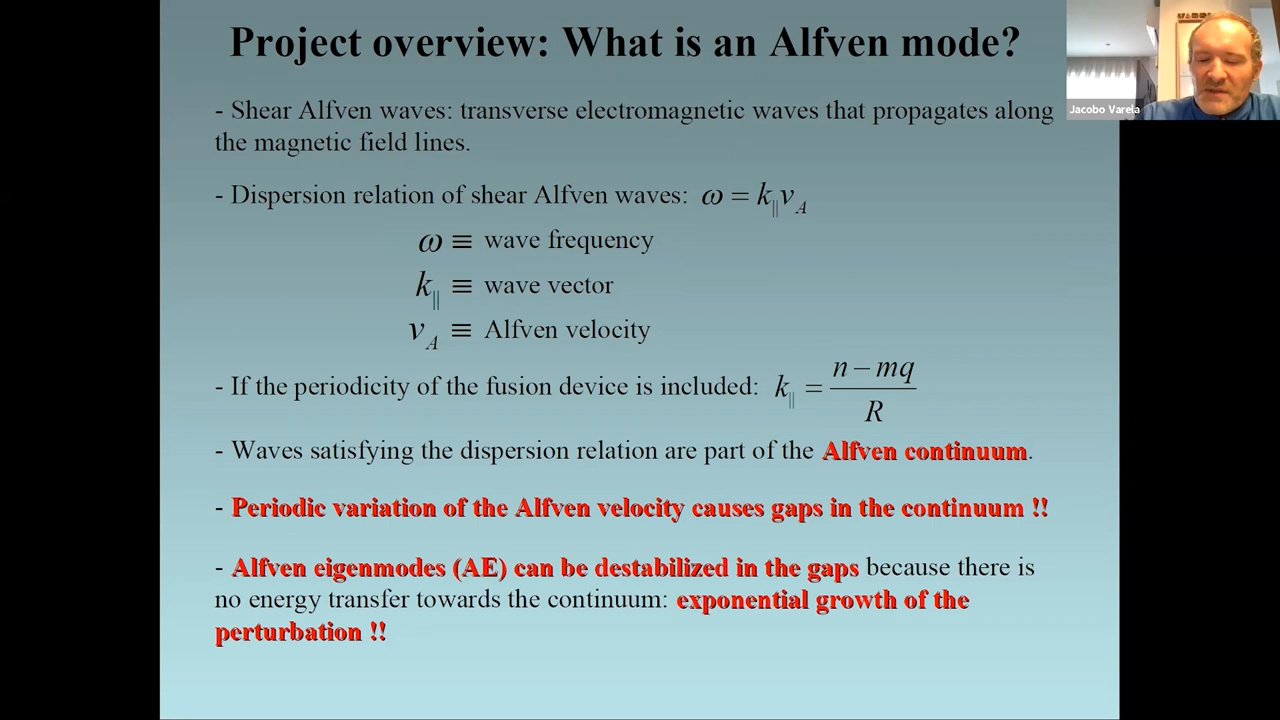 Project overview: What is an Alfven mode?
Jacobo Varela
- Shear Alfven waves: transverse electromagnetic waves that propagates along
the magnetic field lines.
- Dispersion relation of shear Alfven waves: ω = k||vA
ω ≡ wave frequency
k|| ≡ wave vector
vA ≡ Alfven velocity
- If the periodicity of the fusion device is included: k|| = (n − mq) / R
- Waves satisfying the dispersion relation are part of the Alfven continuum.
- Periodic variation of the Alfven velocity causes gaps in the continuum !!
- Alfven eigenmodes (AE) can be destabilized in the gaps because there is
no energy transfer towards the continuum: exponential growth of the
perturbation !!